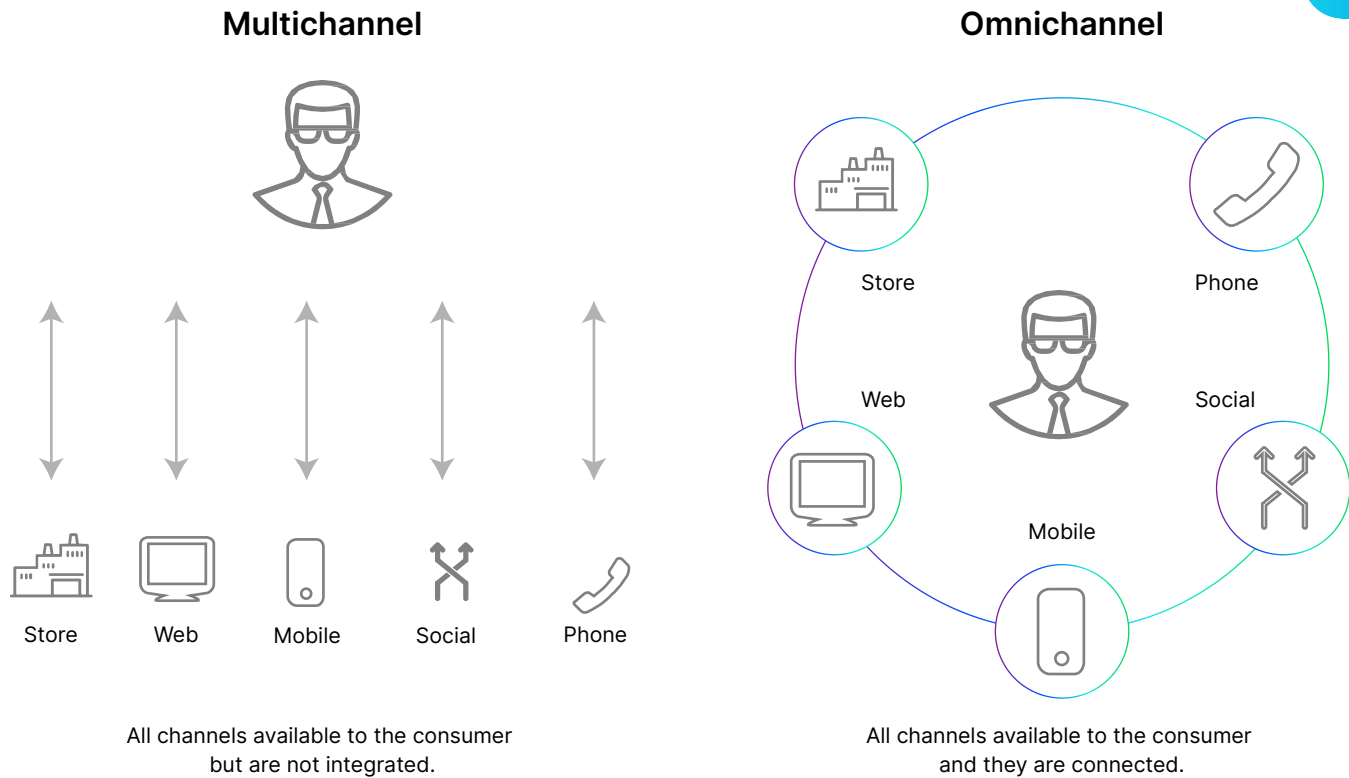 Multichannel
Store
Web
Mobile
Social
Phone
All channels available to the consumer
but are not integrated.
Omnichannel
Store
Phone
Web
Social
Mobile
All channels available to the consumer
and they are connected.